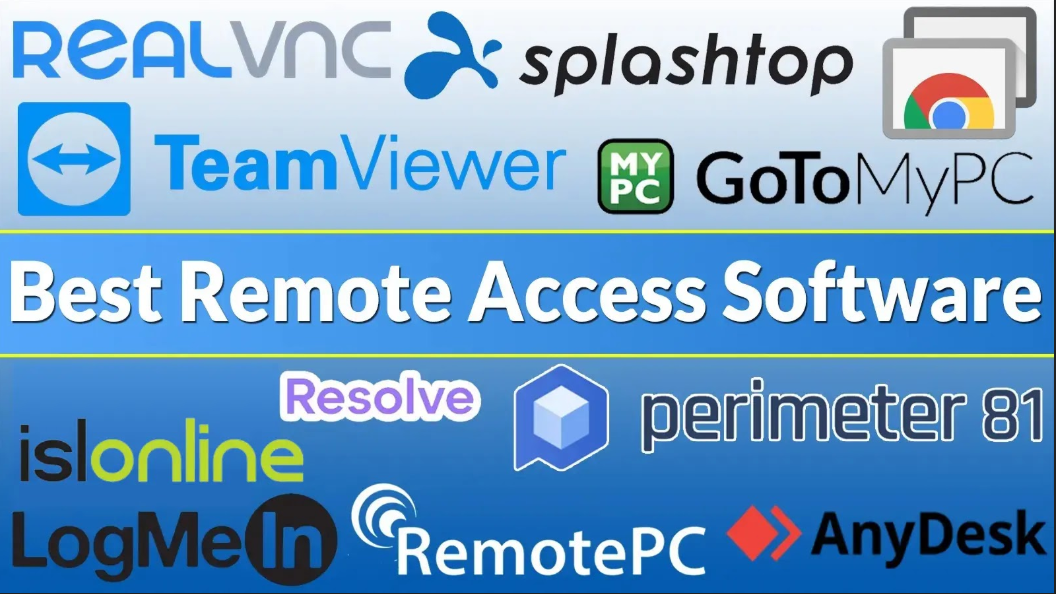 REALVNC
splashtop
TeamViewer
MY
PC
GoToMyPC
Best Remote Access Software
Resolve
perimeter 81
islonline
LogMeIn
RemotePC
AnyDesk